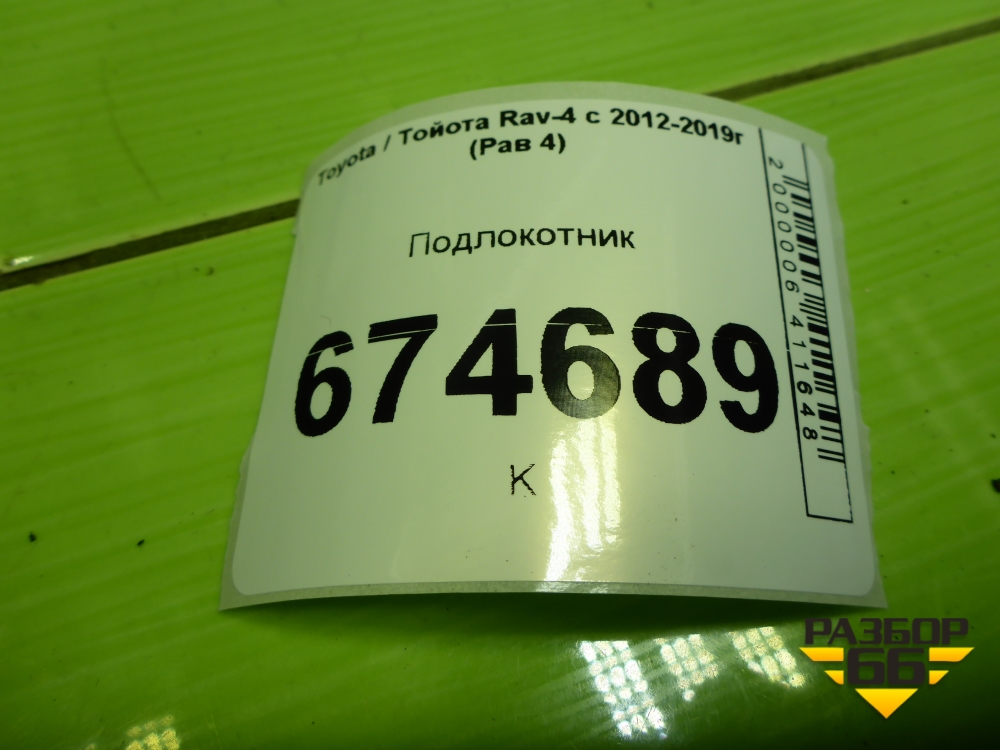 Toyota / Тойота Rav-4 с 2012-2019г
(Рав 4)
Подлокотник
674689
К
2000006411648
РАЗБОР
66